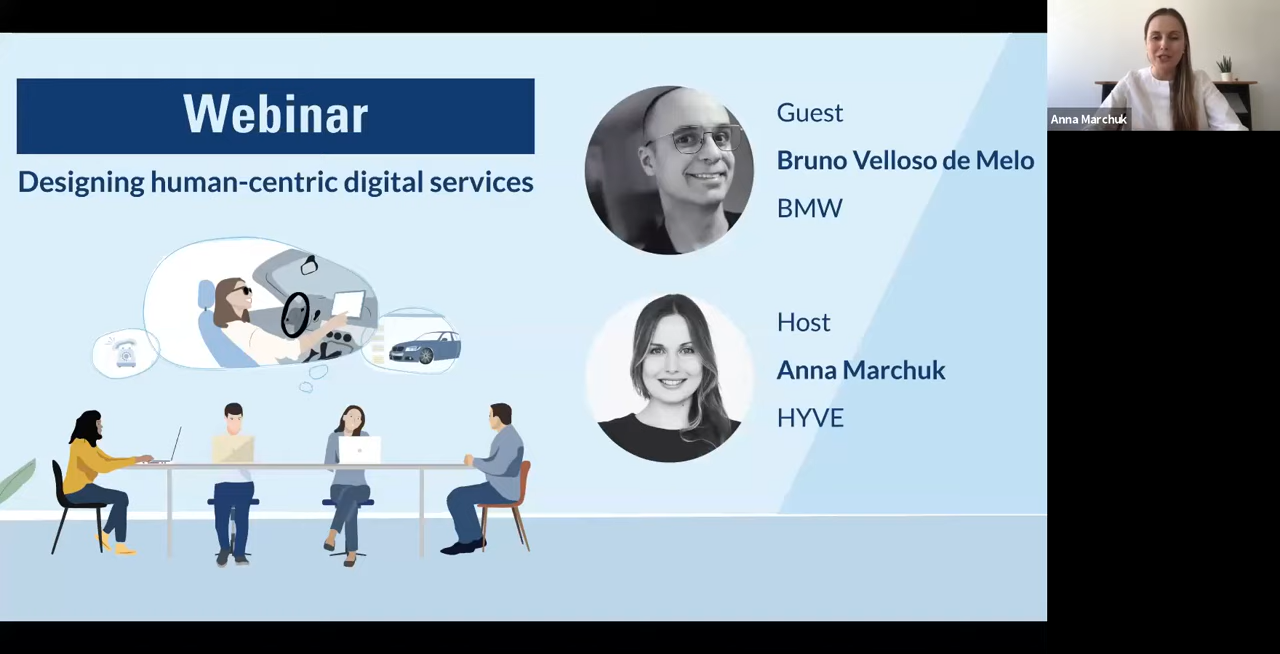 Webinar
Designing human-centric digital services
Guest
Bruno Velloso de Melo
BMW
Host
Anna Marchuk
HYVE
Anna Marchuk